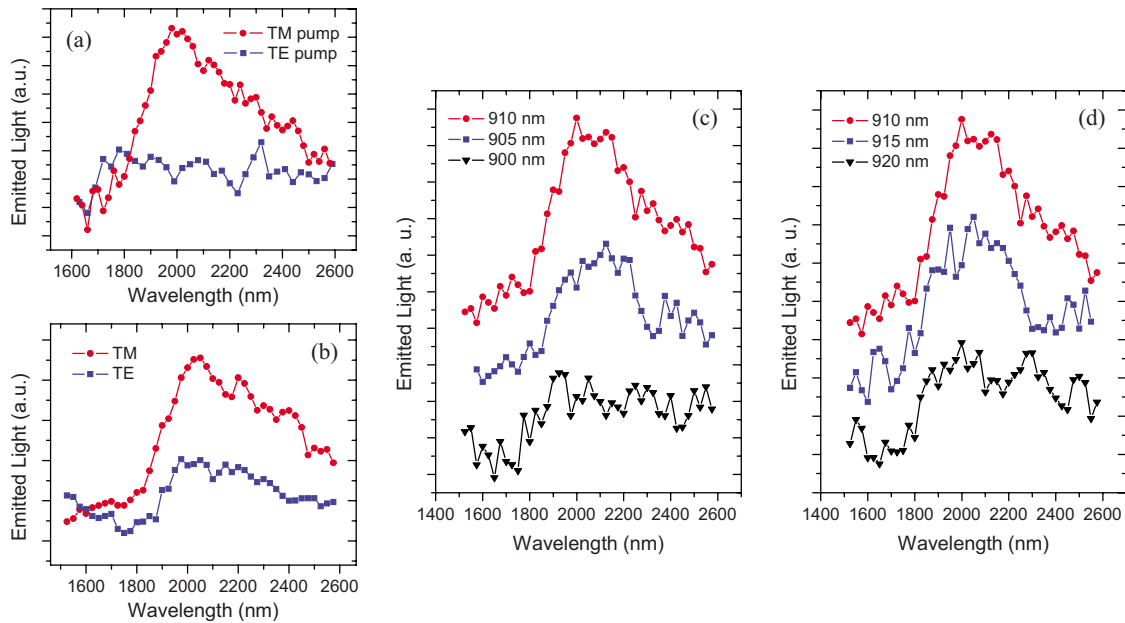 (a)
TM pump
TE pump
Emitted Light (a.u.)
1600 1800 2000 2200 2400 2600
Wavelength (nm)
(b)
TM
TE
Emitted Light (a.u.)
1600 1800 2000 2200 2400 2600
Wavelength (nm)
(c)
910 nm
905 nm
900 nm
Emitted Light (a. u.)
1400 1600 1800 2000 2200 2400 2600
Wavelength (nm)
(d)
910 nm
915 nm
920 nm
Emitted Light (a. u.)
1600 1800 2000 2200 2400 2600
Wavelength (nm)